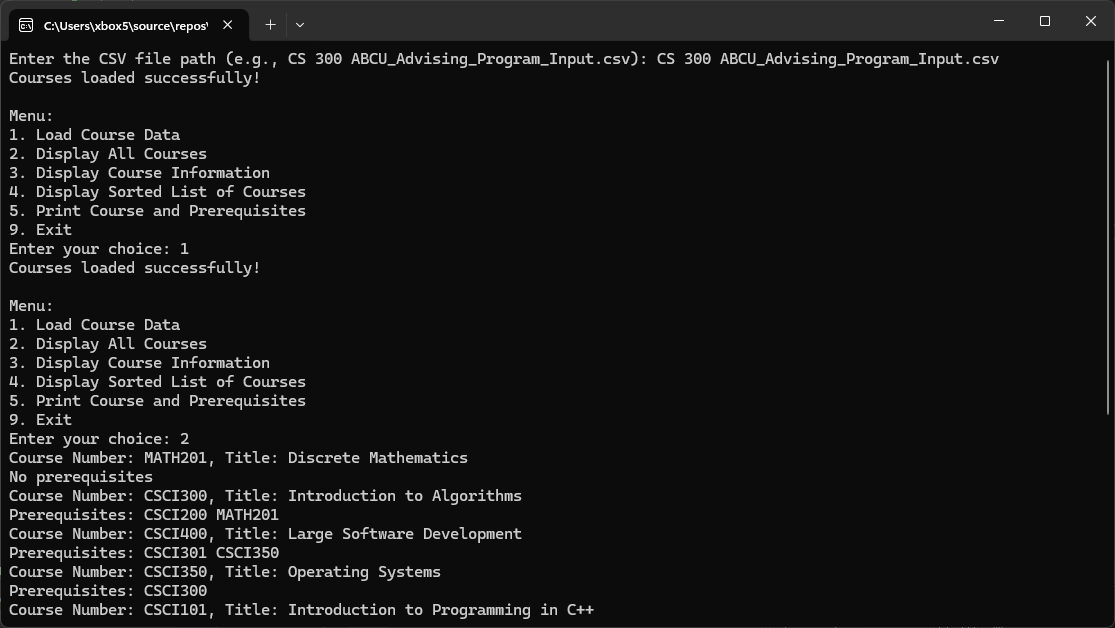 C:\Users\xbox5\source\repos\
Enter the CSV file path (e.g., CS 300 ABCU_Advising_Program_Input.csv): CS 300 ABCU_Advising_Program_Input.csv
Courses loaded successfully!
Menu:
1. Load Course Data
2. Display All Courses
3. Display Course Information
4. Display Sorted List of Courses
5. Print Course and Prerequisites
9. Exit
Enter your choice: 1
Courses loaded successfully!
Menu:
1. Load Course Data
2. Display All Courses
3. Display Course Information
4. Display Sorted List of Courses
5. Print Course and Prerequisites
9. Exit
Enter your choice: 2
Course Number: MATH201, Title: Discrete Mathematics
No prerequisites
Course Number: CSCI300, Title: Introduction to Algorithms
Prerequisites: CSCI200 MATH201
Course Number: CSCI400, Title: Large Software Development
Prerequisites: CSCI301 CSCI350
Course Number: CSCI350, Title: Operating Systems
Prerequisites: CSCI300
Course Number: CSCI101, Title: Introduction to Programming in C++